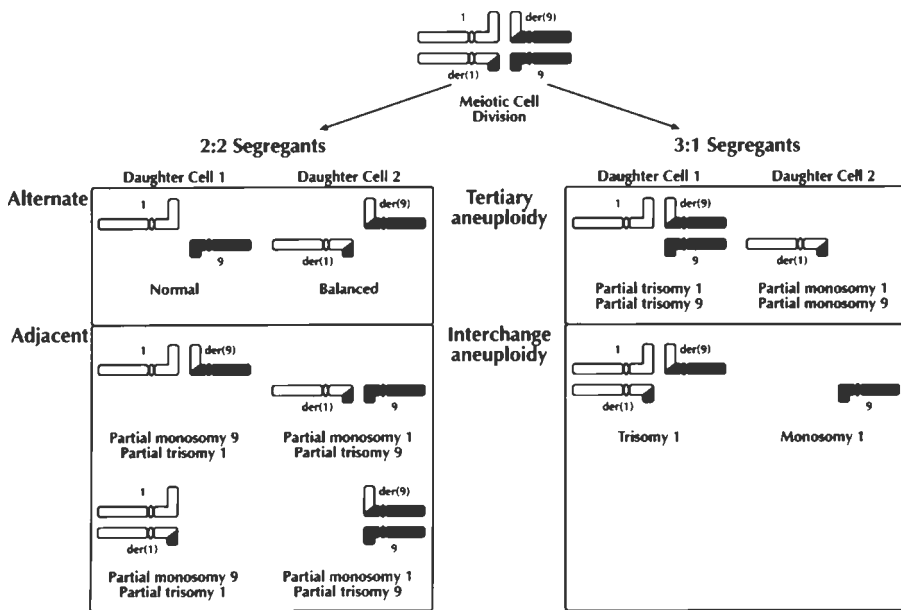 1
der(9)
der(1)
9
Meiotic Cell
Division
2:2 Segregants
3:1 Segregants
Daughter Cell 1
Daughter Cell 2
Daughter Cell 1
Daughter Cell 2
Alternate
1
9
Normal
der(9)
der(1)
Balanced
Tertiary
aneuploidy
1
der(9)
9
Partial trisomy 1
Partial trisomy 9
der(1)
Partial monosomy 1
Partial monosomy 9
Adjacent
1
der(9)
Partial monosomy 9
Partial trisomy 1
der(1)
9
Partial monosomy 1
Partial trisomy 9
Interchange
aneuploidy
1
der(9)
der(1)
Trisomy 1
9
Monosomy 1
1
der(1)
Partial monosomy 9
Partial trisomy 1
der(9)
9
Partial monosomy 1
Partial trisomy 9